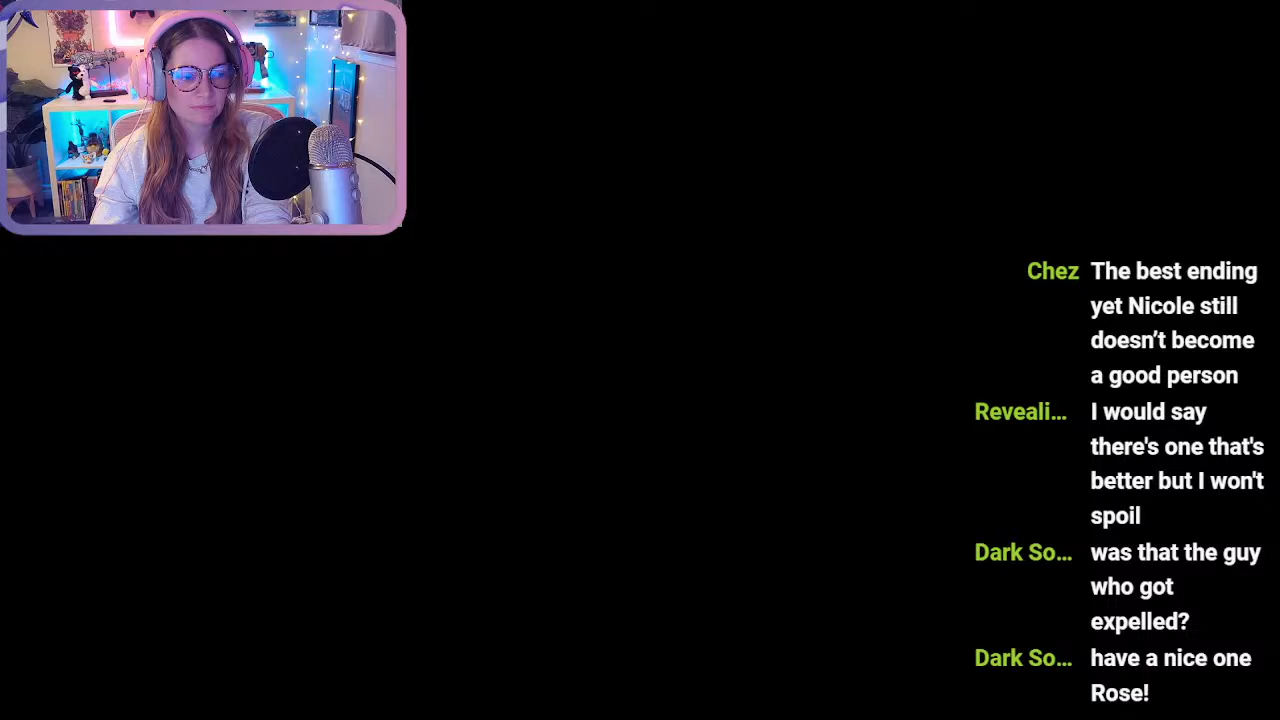 Chez The best ending
yet Nicole still
doesn't become
a good person
Reveali… I would say
there's one that's
better but I won't
spoil
Dark So… was that the guy
who got
expelled?
Dark So… have a nice one
Rose!